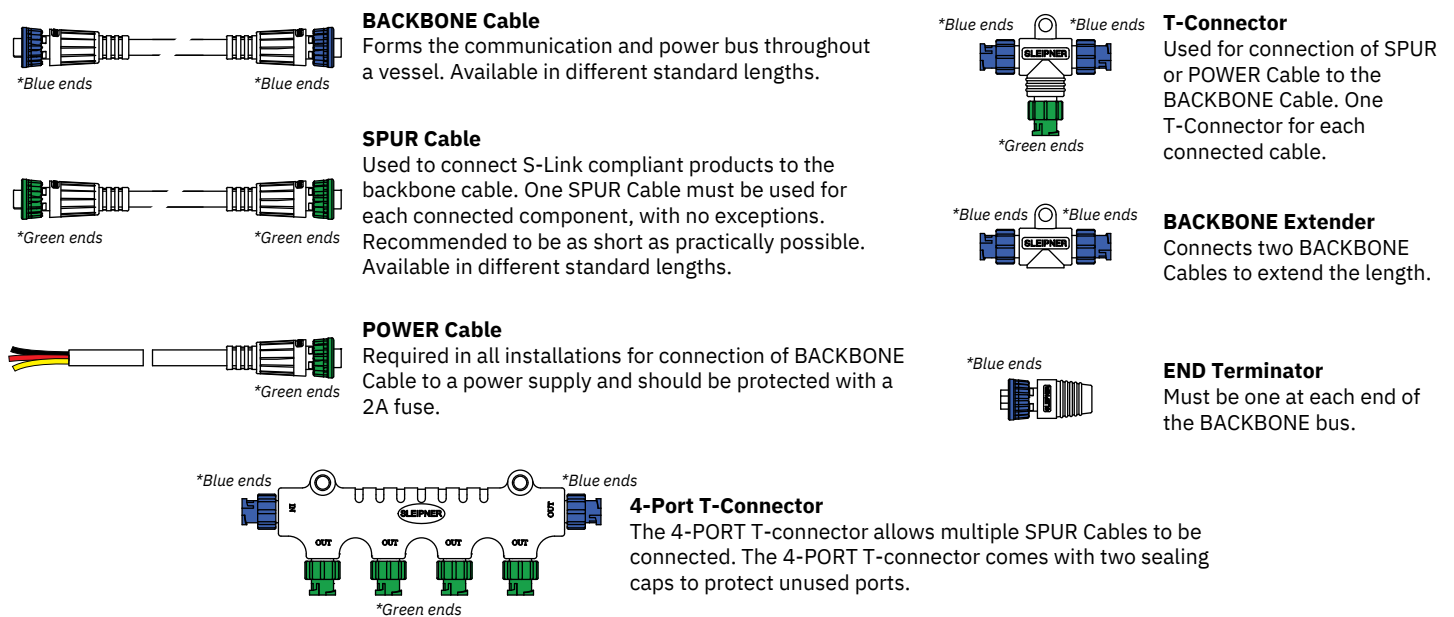 BACKBONE Cable
Forms the communication and power bus throughout
a vessel. Available in different standard lengths.
*Blue ends
*Blue ends
SPUR Cable
Used to connect S-Link compliant products to the
backbone cable. One SPUR Cable must be used for
each connected component, with no exceptions.
Recommended to be as short as practically possible.
Available in different standard lengths.
*Green ends
*Green ends
POWER Cable
Required in all installations for connection of BACKBONE
Cable to a power supply and should be protected with a
2A fuse.
*Green ends
*Blue ends
*Blue ends
SLEIPNER
*Green ends
T-Connector
Used for connection of SPUR
or POWER Cable to the
BACKBONE Cable. One
T-Connector for each
connected cable.
*Blue ends
*Blue ends
SLEIPNER
BACKBONE Extender
Connects two BACKBONE
Cables to extend the length.
*Blue ends
SLEIPNER
END Terminator
Must be one at each end of
the BACKBONE bus.
*Blue ends
*Blue ends
IN
SLEIPNER
OUT
OUT
OUT
OUT
OUT
*Green ends
4-Port T-Connector
The 4-PORT T-connector allows multiple SPUR Cables to be
connected. The 4-PORT T-connector comes with two sealing
caps to protect unused ports.